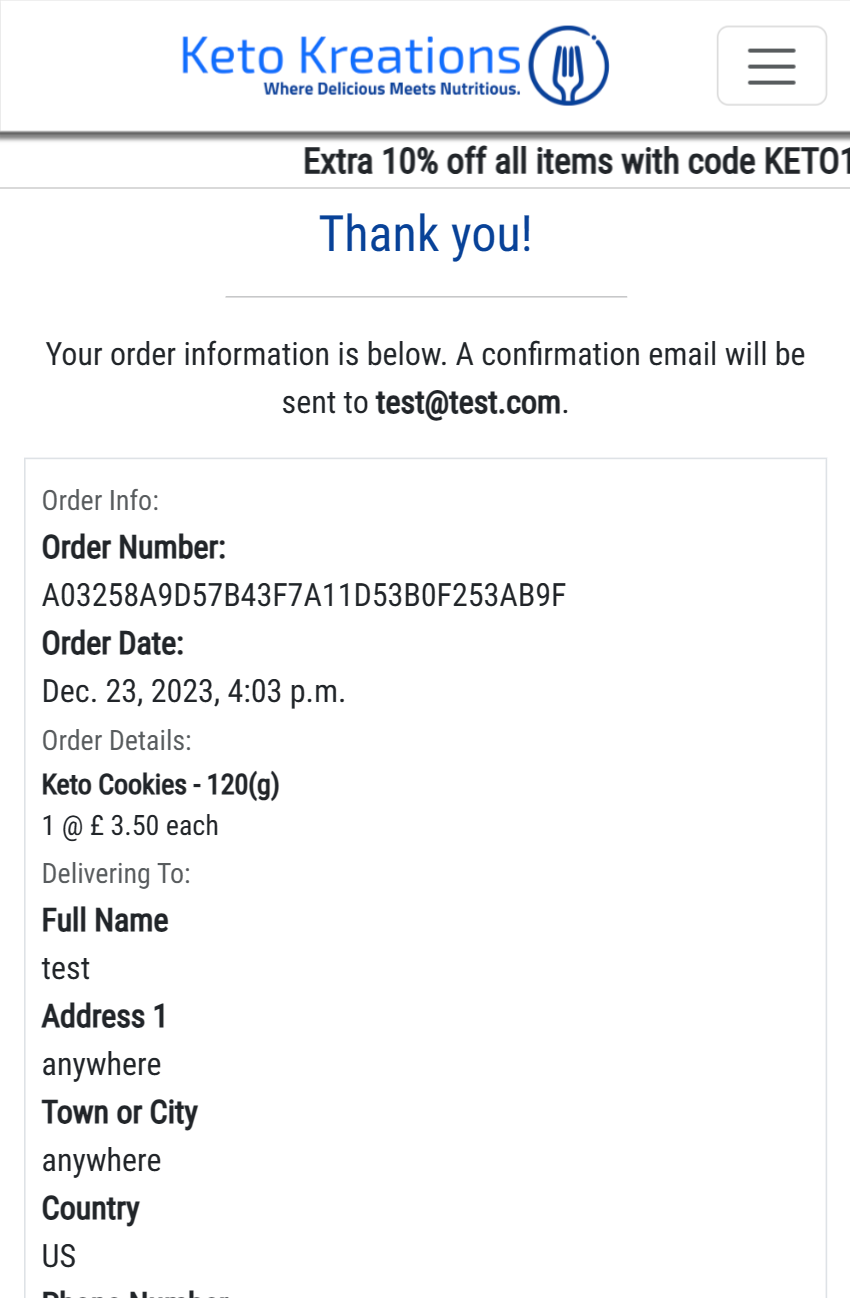 Keto Kreations
Where Delicious Meets Nutritious.
Extra 10% off all items with code KETO1
Thank you!
Your order information is below. A confirmation email will be
sent to test@test.com.
Order Info:
Order Number:
A03258A9D57B43F7A11D53B0F253AB9F
Order Date:
Dec. 23, 2023, 4:03 p.m.
Order Details:
Keto Cookies - 120(g)
1 @ £ 3.50 each
Delivering To:
Full Name
test
Address 1
anywhere
Town or City
anywhere
Country
US
Phone Number